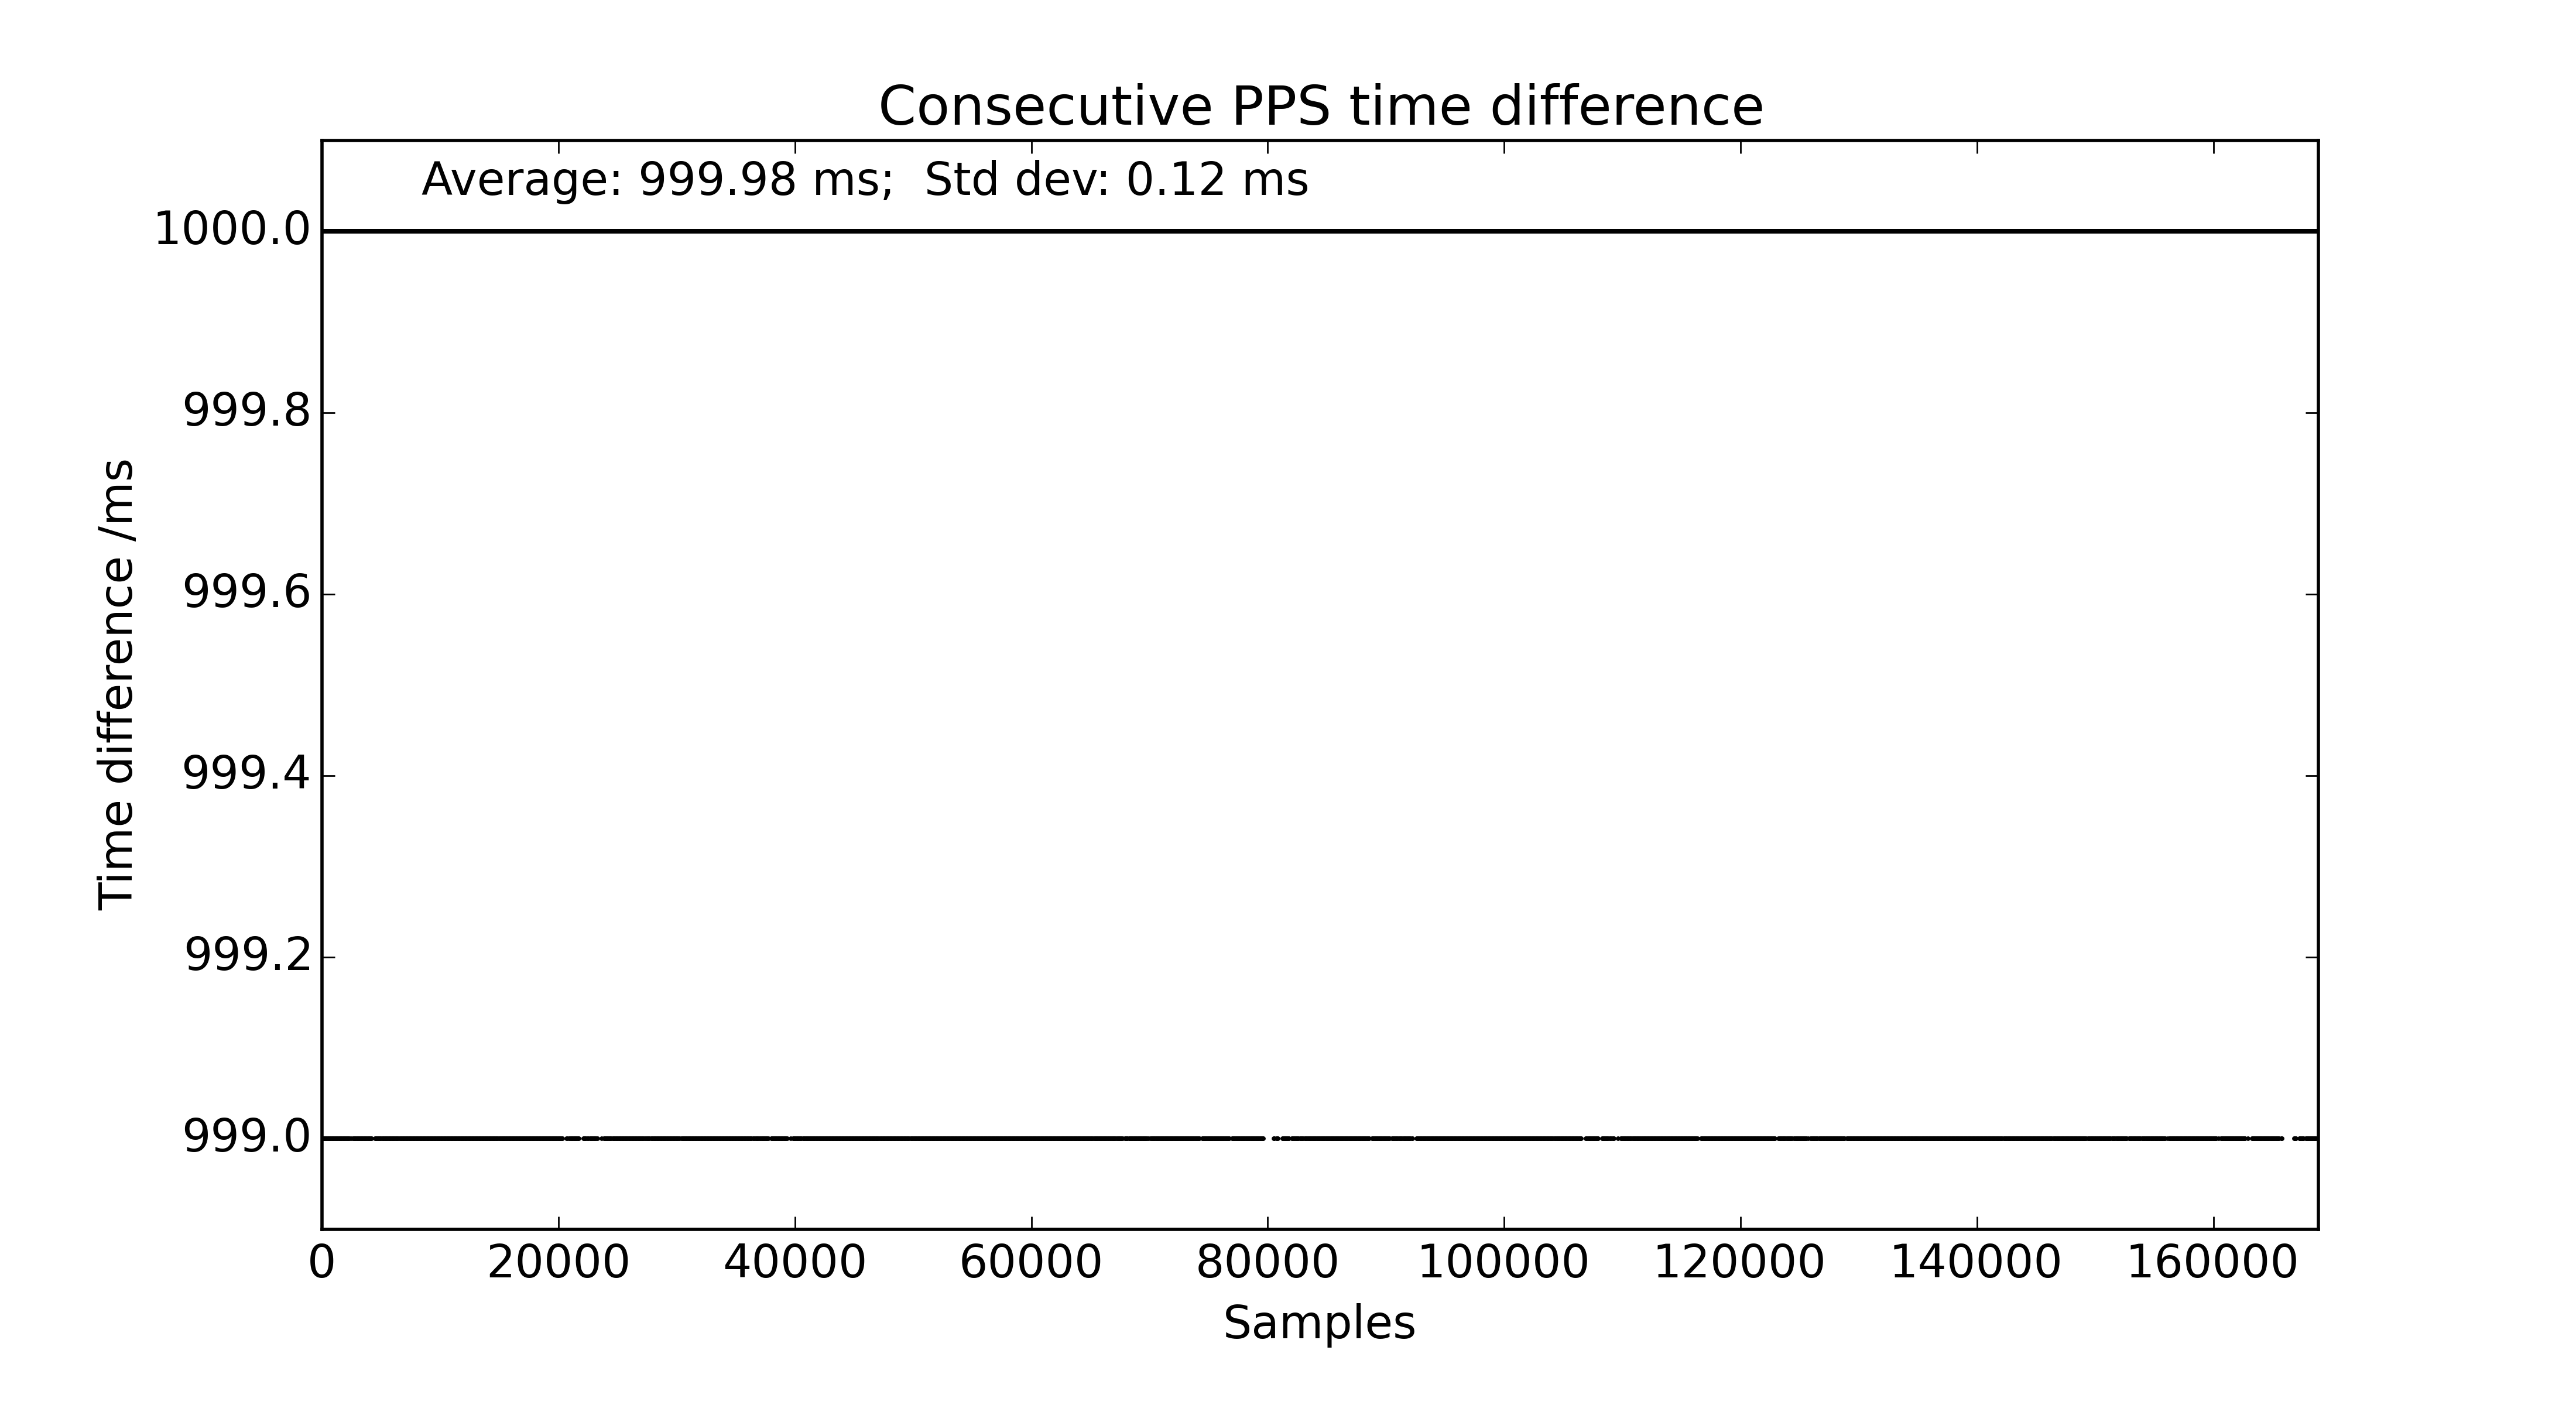 Consecutive PPS time difference
Average: 999.98 ms;  Std dev: 0.12 ms
1000.0
999.8
999.6
999.4
999.2
999.0
Time difference /ms
0 20000 40000 60000 80000 100000 120000 140000 160000
Samples